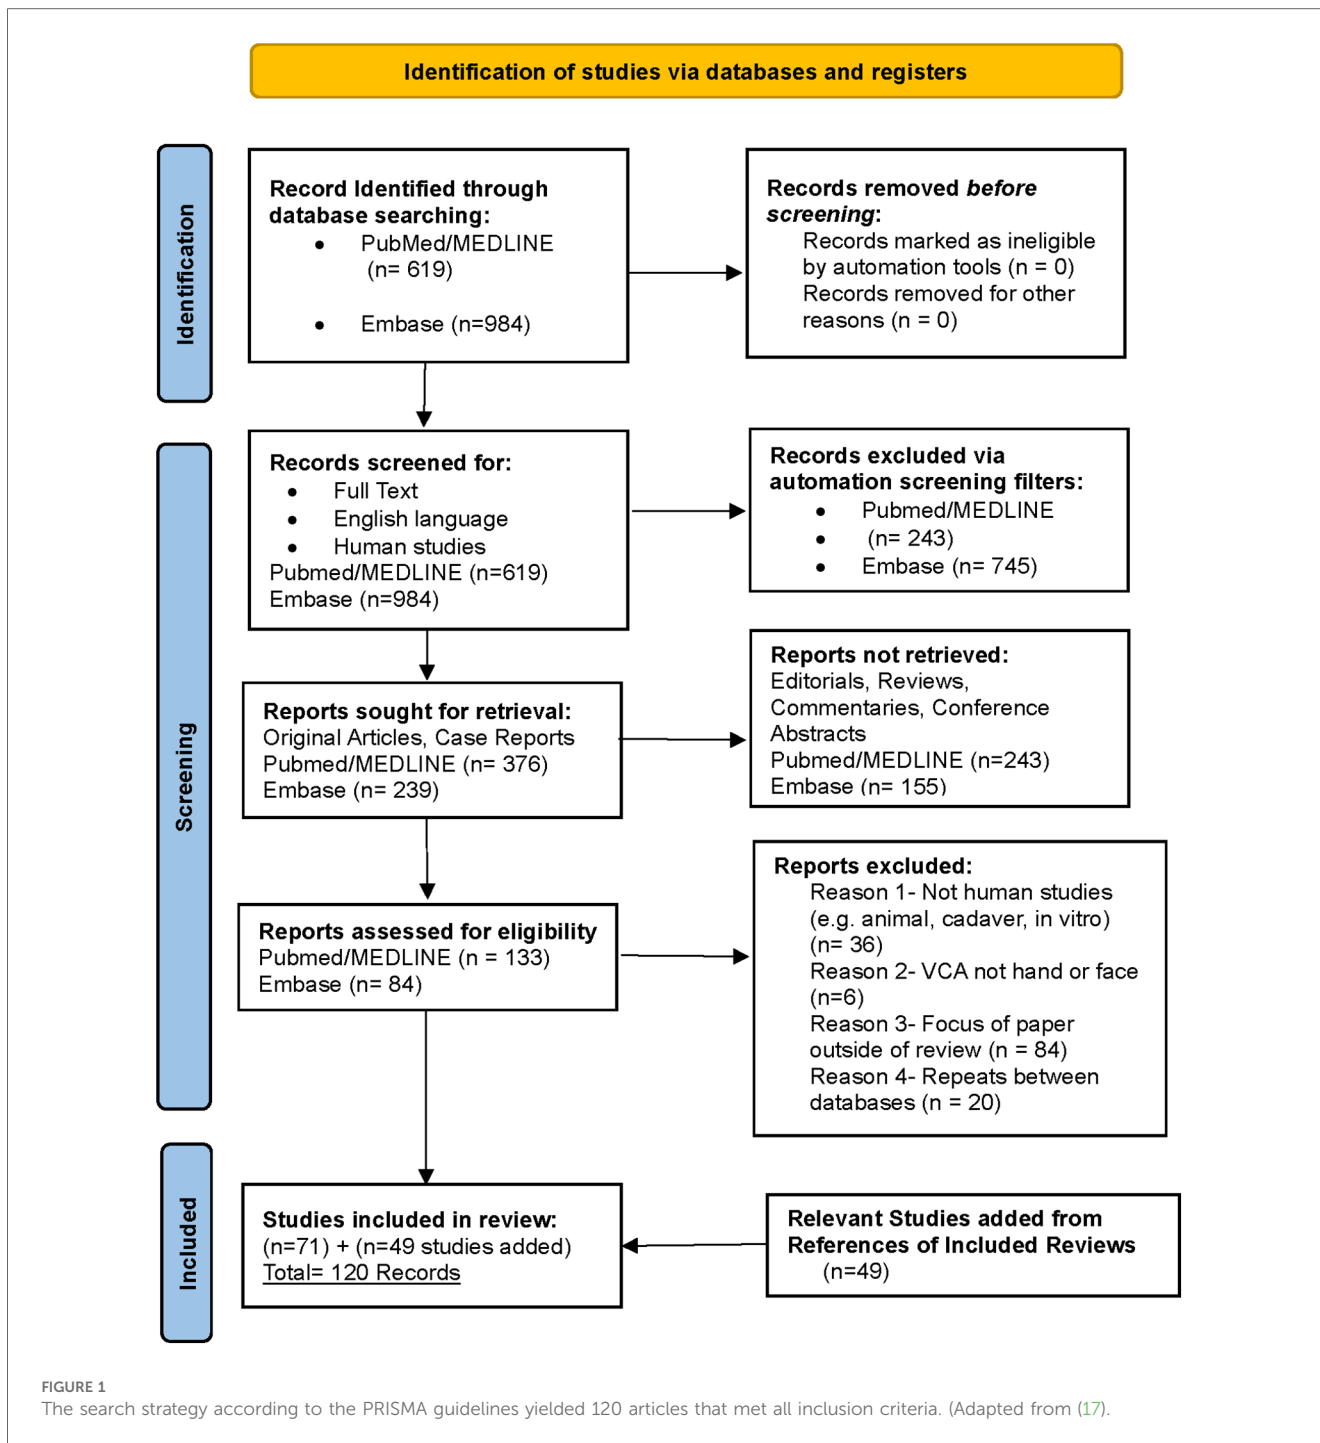 Identification of studies via databases and registers
Identification
Record Identified through
database searching:
• PubMed/MEDLINE
(n= 619)
• Embase (n=984)
Records removed before
screening:
Records marked as ineligible
by automation tools (n = 0)
Records removed for other
reasons (n = 0)
Screening
Records screened for:
• Full Text
• English language
• Human studies
Pubmed/MEDLINE (n=619)
Embase (n=984)
Records excluded via
automation screening filters:
• Pubmed/MEDLINE
• (n= 243)
• Embase (n= 745)
Reports sought for retrieval:
Original Articles, Case Reports
Pubmed/MEDLINE (n= 376)
Embase (n= 239)
Reports not retrieved:
Editorials, Reviews,
Commentaries, Conference
Abstracts
Pubmed/MEDLINE (n=243)
Embase (n= 155)
Reports assessed for eligibility
Pubmed/MEDLINE (n = 133)
Embase (n= 84)
Reports excluded:
Reason 1- Not human studies
(e.g. animal, cadaver, in vitro)
(n= 36)
Reason 2- VCA not hand or face
(n=6)
Reason 3- Focus of paper
outside of review (n = 84)
Reason 4- Repeats between
databases (n = 20)
Included
Studies included in review:
(n=71) + (n=49 studies added)
Total= 120 Records
Relevant Studies added from
References of Included Reviews
(n=49)
FIGURE 1
The search strategy according to the PRISMA guidelines yielded 120 articles that met all inclusion criteria. (Adapted from (17).